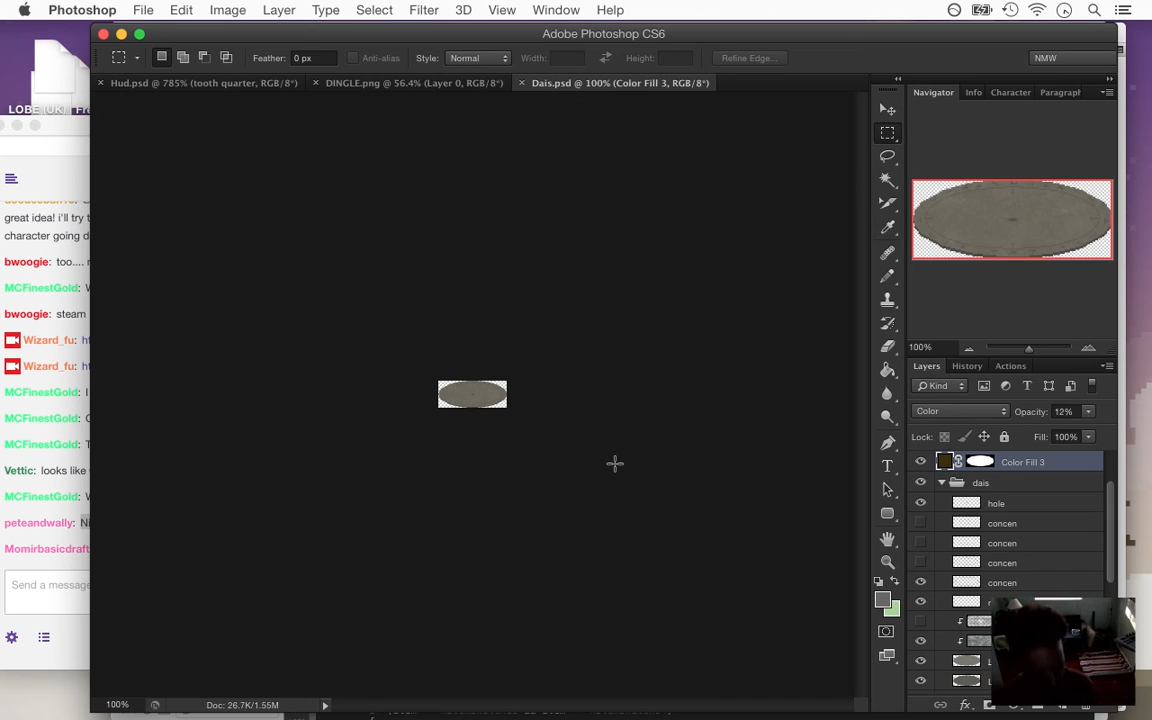 Photoshop File Edit Image Layer Type Select Filter 3D View Window Help
Adobe Photoshop CS6
Feather: 0 px Anti-alias Style: Normal Width: Height: Refine Edge... NMW
Hud.psd @ 785% (tooth quarter, RGB/8*) DINGLE.png @ 56.4% (Layer 0, RGB/8*) Dais.psd @ 100% (Color Fill 3, RGB/8*)
Navigator Info Character Paragraph
LOBE (UK)
great idea! i'll try t
character going d
bwoogie: too....
MCFinestGold:
bwoogie: steam
Wizard_fu:
Wizard_fu:
MCFinestGold: I
MCFinestGold:
MCFinestGold:
Vettic: looks like
MCFinestGold:
peteandwally: Ni
Momirbasicdraft
Send a message
100%
Layers History Actions
Kind
Color Opacity: 12%
Lock: Fill: 100%
Color Fill 3
dais
hole
concen
concen
concen
concen
100% Doc: 26.7K/1.55M